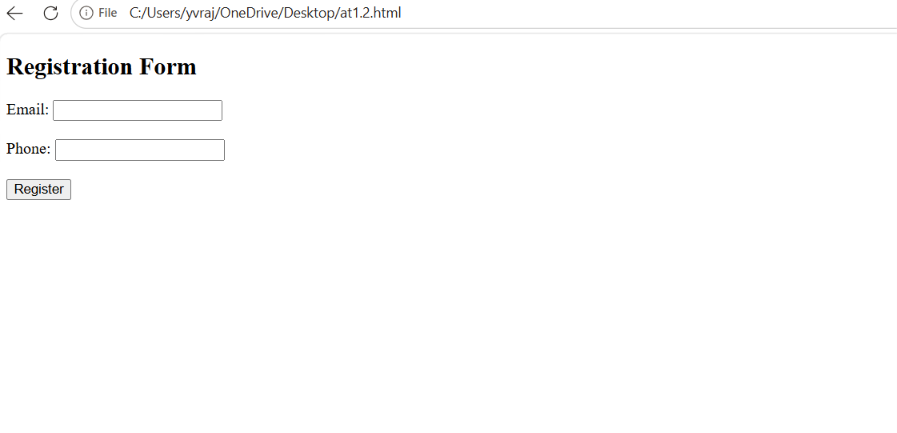 File C:/Users/yvraj/OneDrive/Desktop/at1.2.html
Registration Form
Email:
Phone:
Register